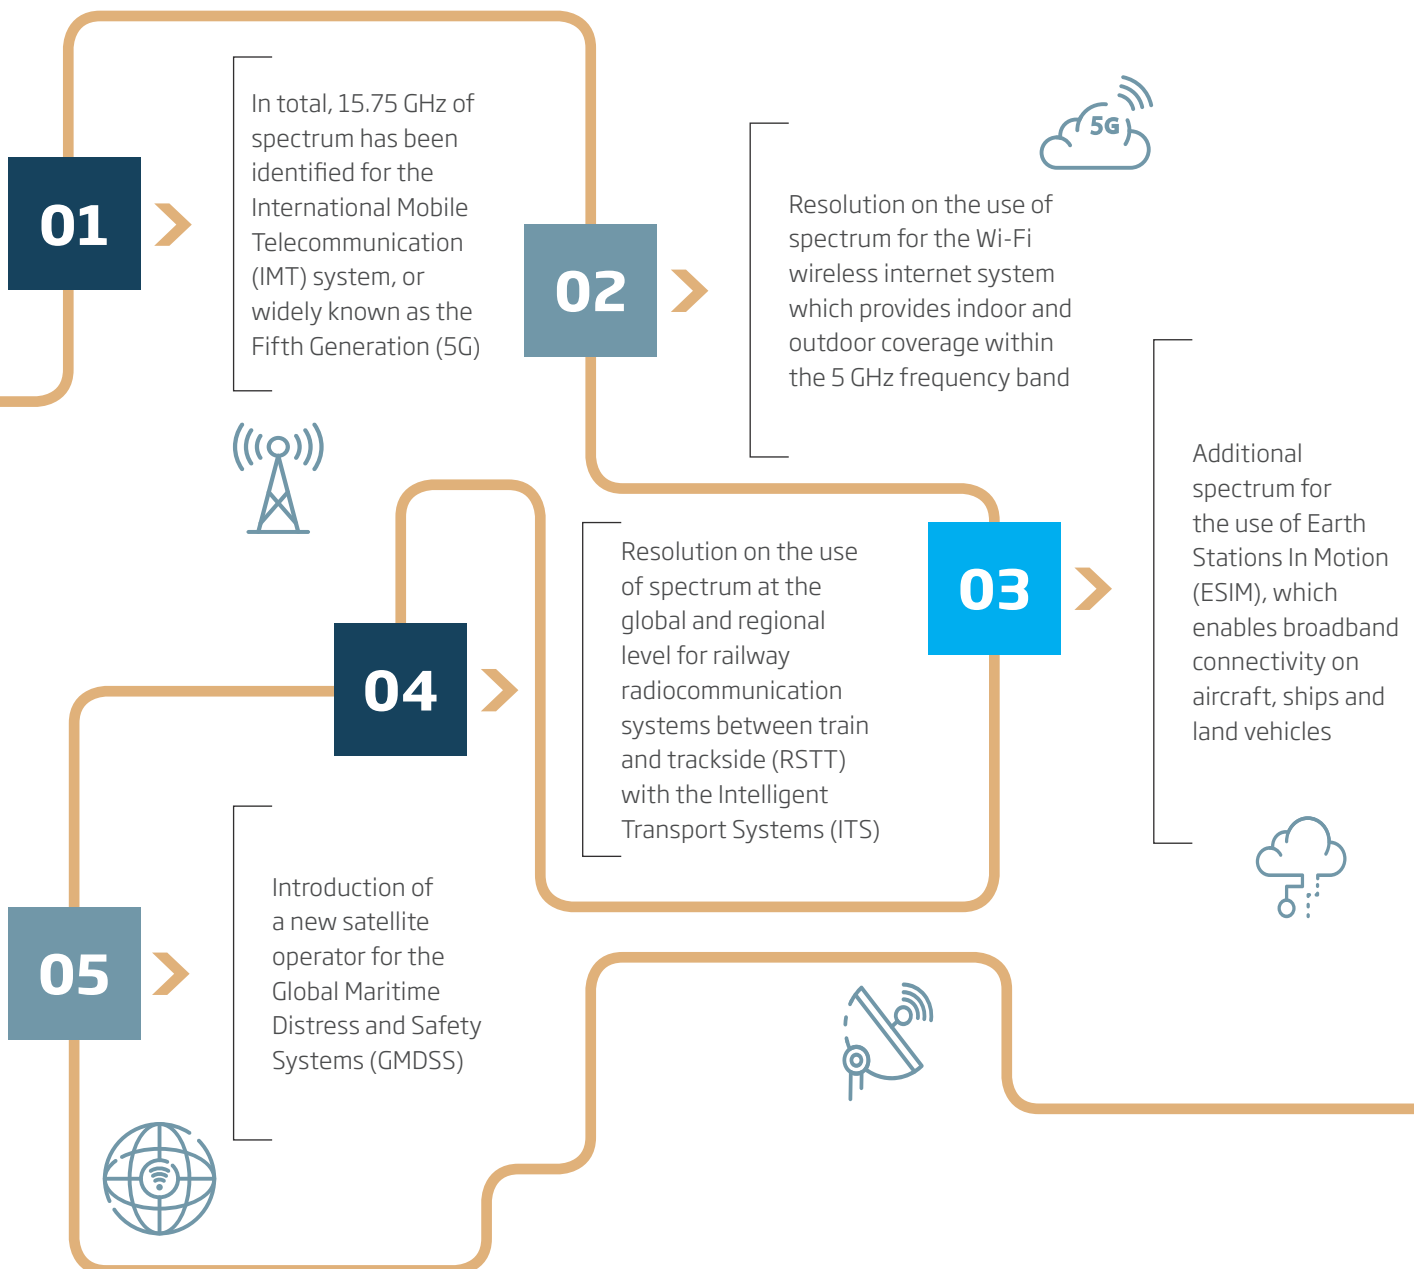 01
In total, 15.75 GHz of
spectrum has been
identified for the
International Mobile
Telecommunication
(IMT) system, or
widely known as the
Fifth Generation (5G)
5G
02
Resolution on the use of
spectrum for the Wi-Fi
wireless internet system
which provides indoor and
outdoor coverage within
the 5 GHz frequency band
03
Additional
spectrum for
the use of Earth
Stations In Motion
(ESIM), which
enables broadband
connectivity on
aircraft, ships and
land vehicles
04
Resolution on the use
of spectrum at the
global and regional
level for railway
radiocommunication
systems between train
and trackside (RSTT)
with the Intelligent
Transport Systems (ITS)
05
Introduction of
a new satellite
operator for the
Global Maritime
Distress and Safety
Systems (GMDSS)